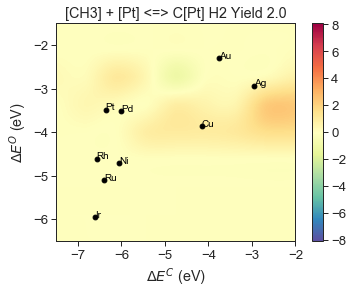 [CH3] + [Pt] <=> C[Pt] H2 Yield 2.0
8
6
4
2
0
−2
−4
−6
−8
−2
−3
−4
−5
−6
ΔE^O (eV)
Au
Ag
Pt
Pd
Cu
Rh
Ni
Ru
Ir
−7
−6
−5
−4
−3
−2
ΔE^C (eV)